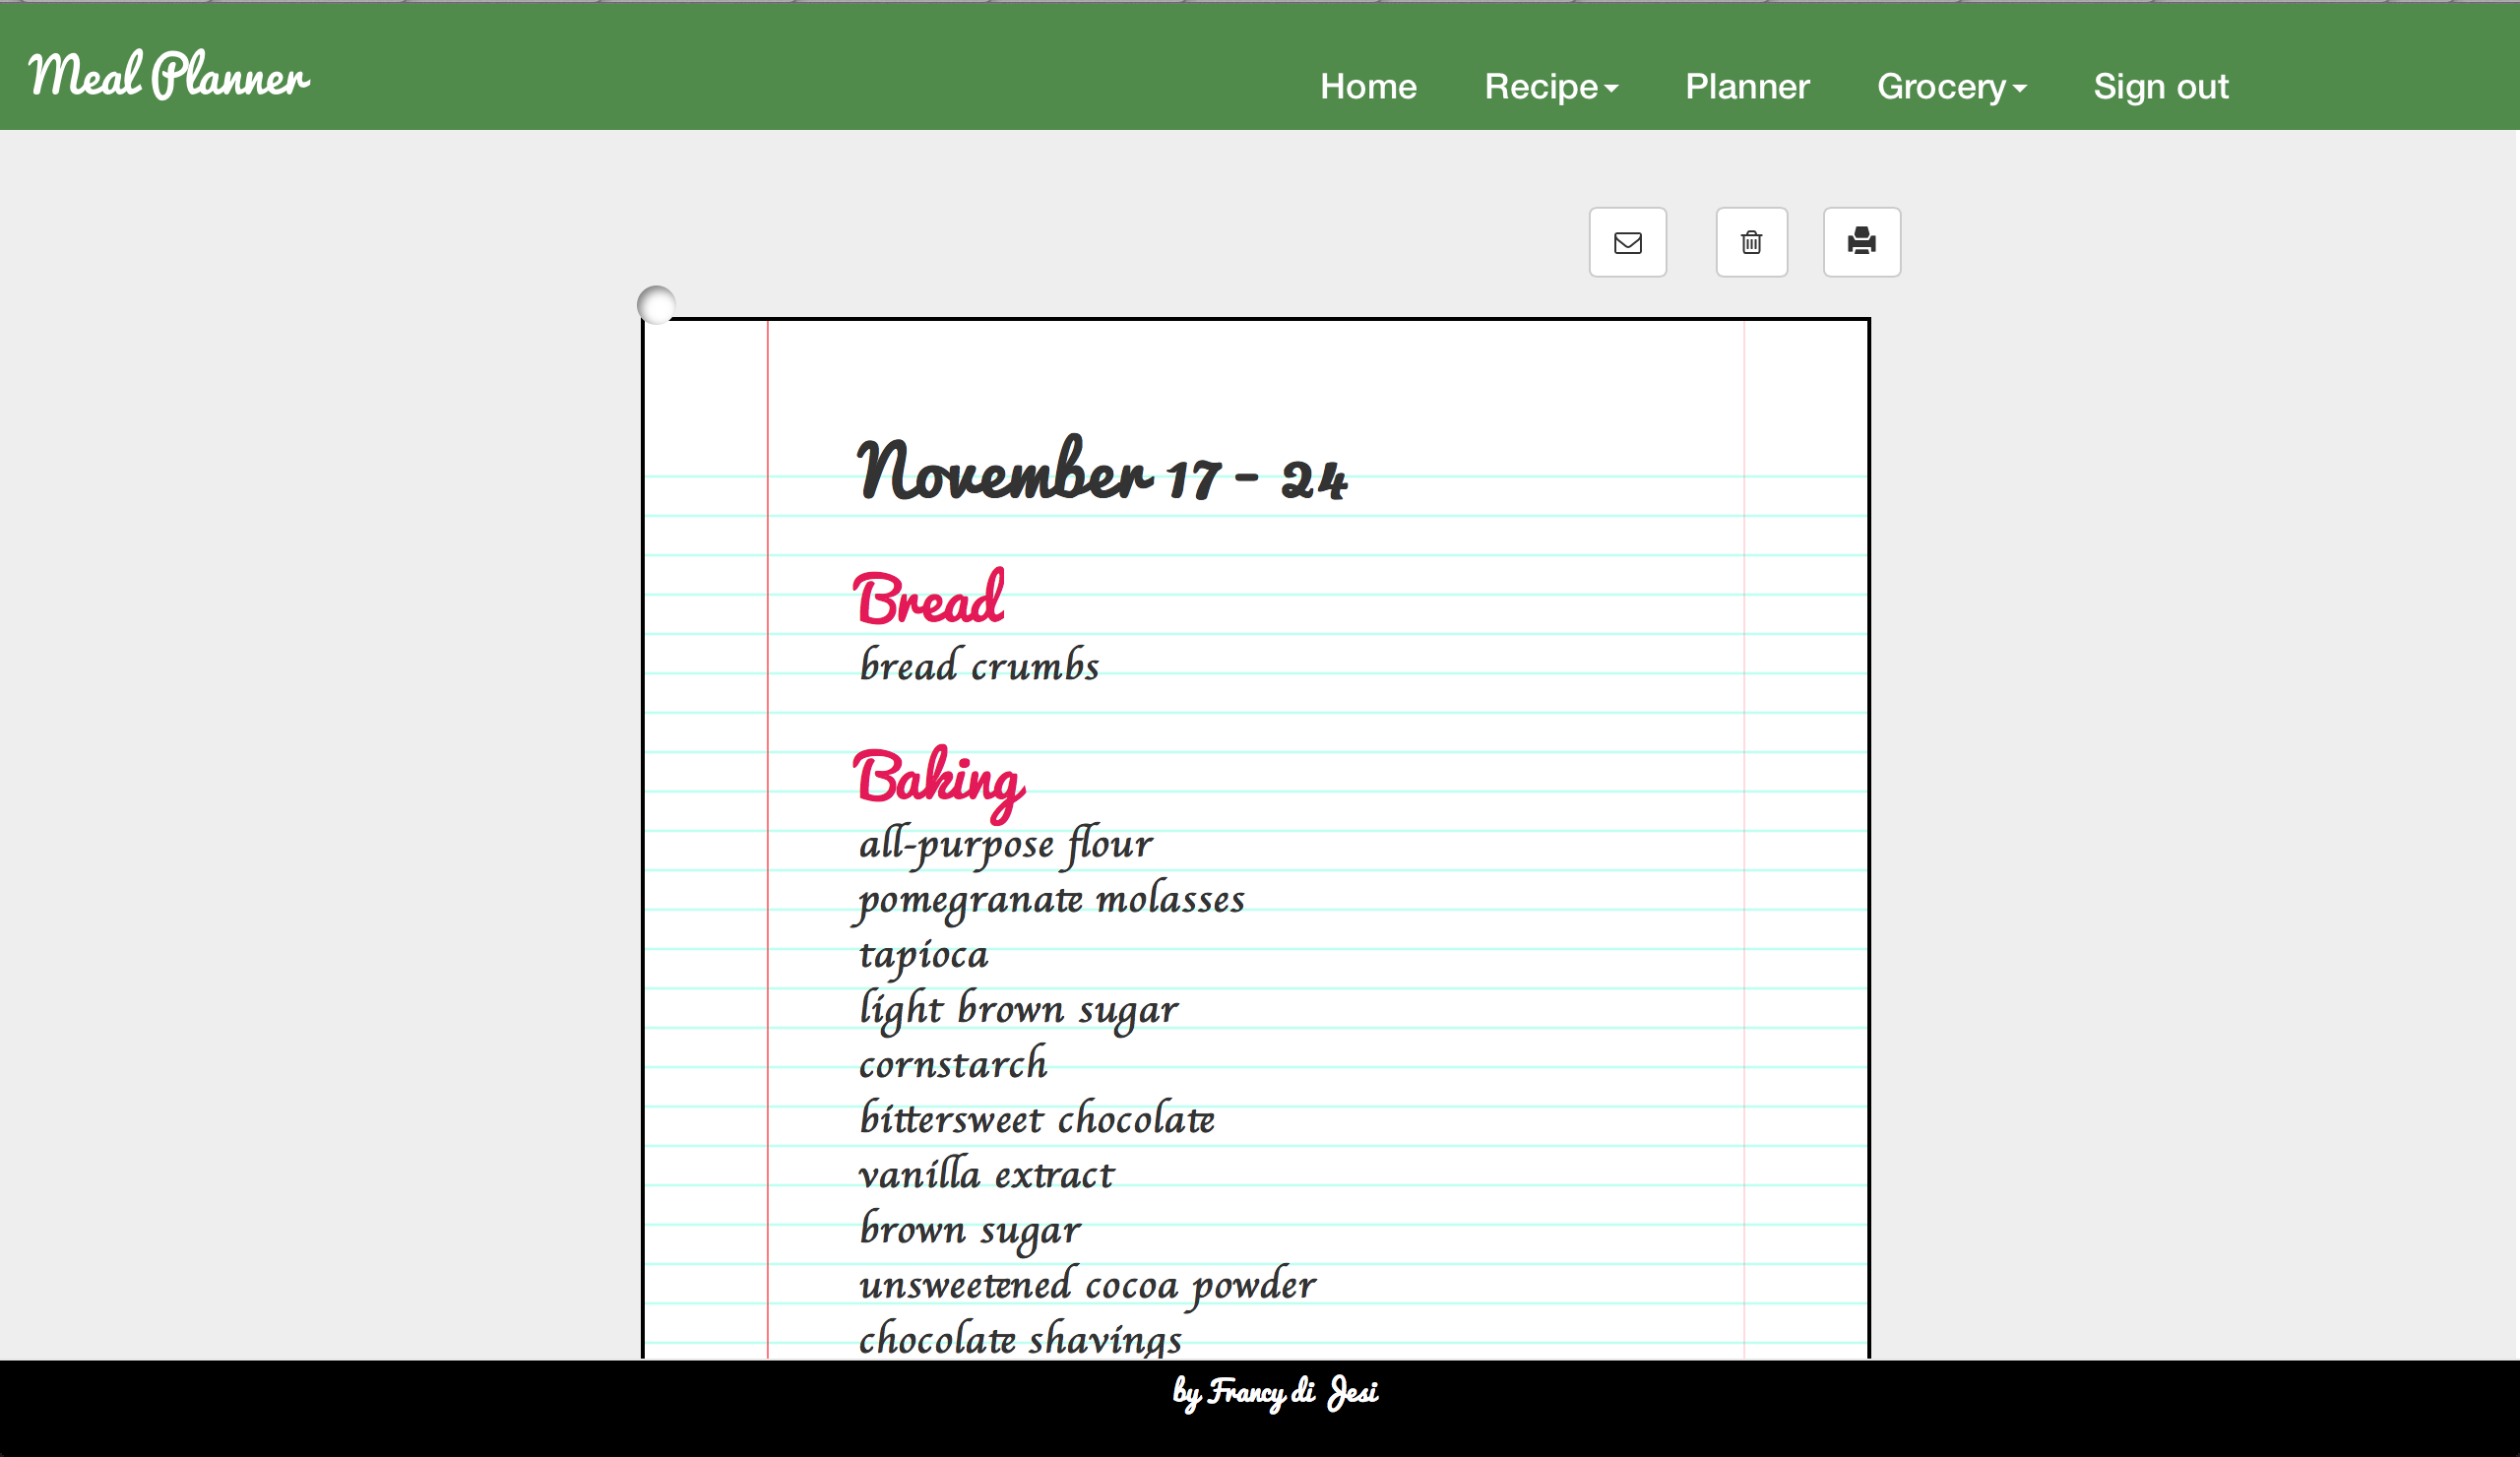 Meal Planner
Home Recipe Planner Grocery Sign out
November 17 - 24
Bread
bread crumbs
Baking
all-purpose flour
pomegranate molasses
tapioca
light brown sugar
cornstarch
bittersweet chocolate
vanilla extract
brown sugar
unsweetened cocoa powder
chocolate shavings
by Francy di Jesi